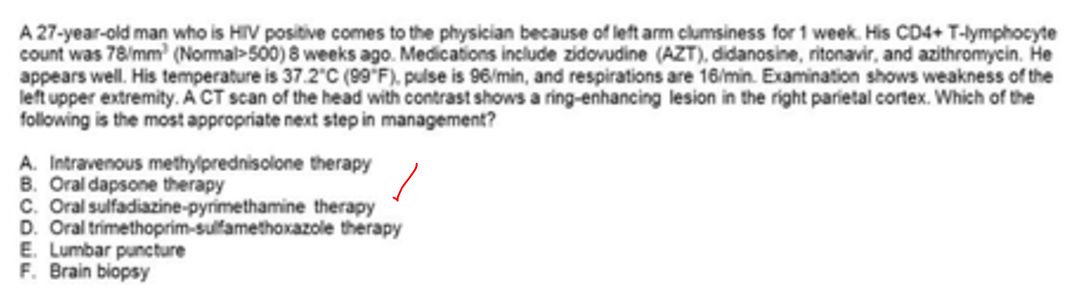 A 27-year-old man who is HIV positive comes to the physician because of left arm clumsiness for 1 week. His CD4+ T-lymphocyte
count was 78/mm³ (Normal>500) 8 weeks ago. Medications include zidovudine (AZT), didanosine, ritonavir, and azithromycin. He
appears well. His temperature is 37.2°C (99°F), pulse is 96/min, and respirations are 16/min. Examination shows weakness of the
left upper extremity. A CT scan of the head with contrast shows a ring-enhancing lesion in the right parietal cortex. Which of the
following is the most appropriate next step in management?
A. Intravenous methylprednisolone therapy
B. Oral dapsone therapy
C. Oral sulfadiazine-pyrimethamine therapy
D. Oral trimethoprim-sulfamethoxazole therapy
E. Lumbar puncture
F. Brain biopsy